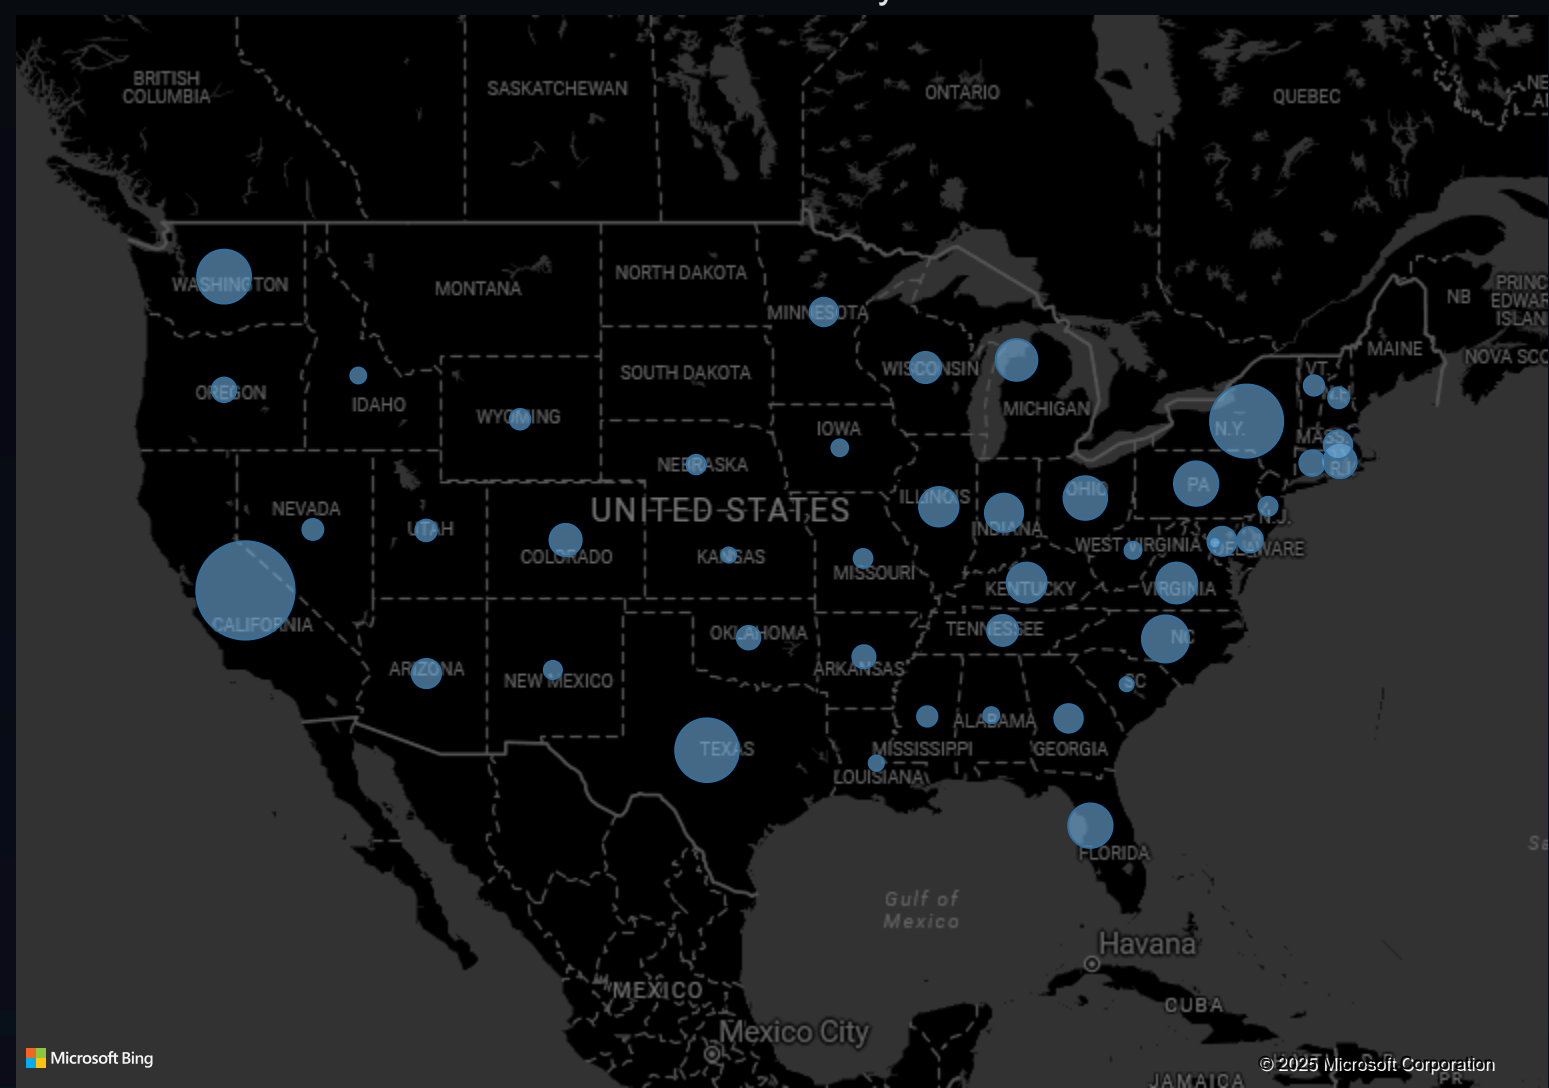 BRITISH
COLUMBIA
SASKATCHEWAN
ONTARIO
QUEBEC
WASHINGTON
MONTANA
NORTH DAKOTA
MINNESOTA
NB
PRINC
EDWAR
ISLAN
OREGON
IDAHO
WYOMING
SOUTH DAKOTA
WISCONSIN
MICHIGAN
VT.
MAINE
NOVA SCO
IOWA
N.Y.
MASS.
NEBRASKA
R.I.
ILLINOIS
OHIO
PA
NEVADA
UNITED STATES
INDIANA
N.J.
UTAH
COLORADO
KANSAS
MISSOURI
WEST VIRGINIA
DELAWARE
KENTUCKY
VIRGINIA
CALIFORNIA
OKLAHOMA
TENNESSEE
NC
ARIZONA
NEW MEXICO
ARKANSAS
SC
TEXAS
MISSISSIPPI
ALABAMA
GEORGIA
LOUISIANA
FLORIDA
Gulf of
Mexico
Havana
MEXICO
CUBA
Mexico City
Microsoft Bing
© 2025 Microsoft Corporation
JAMAICA